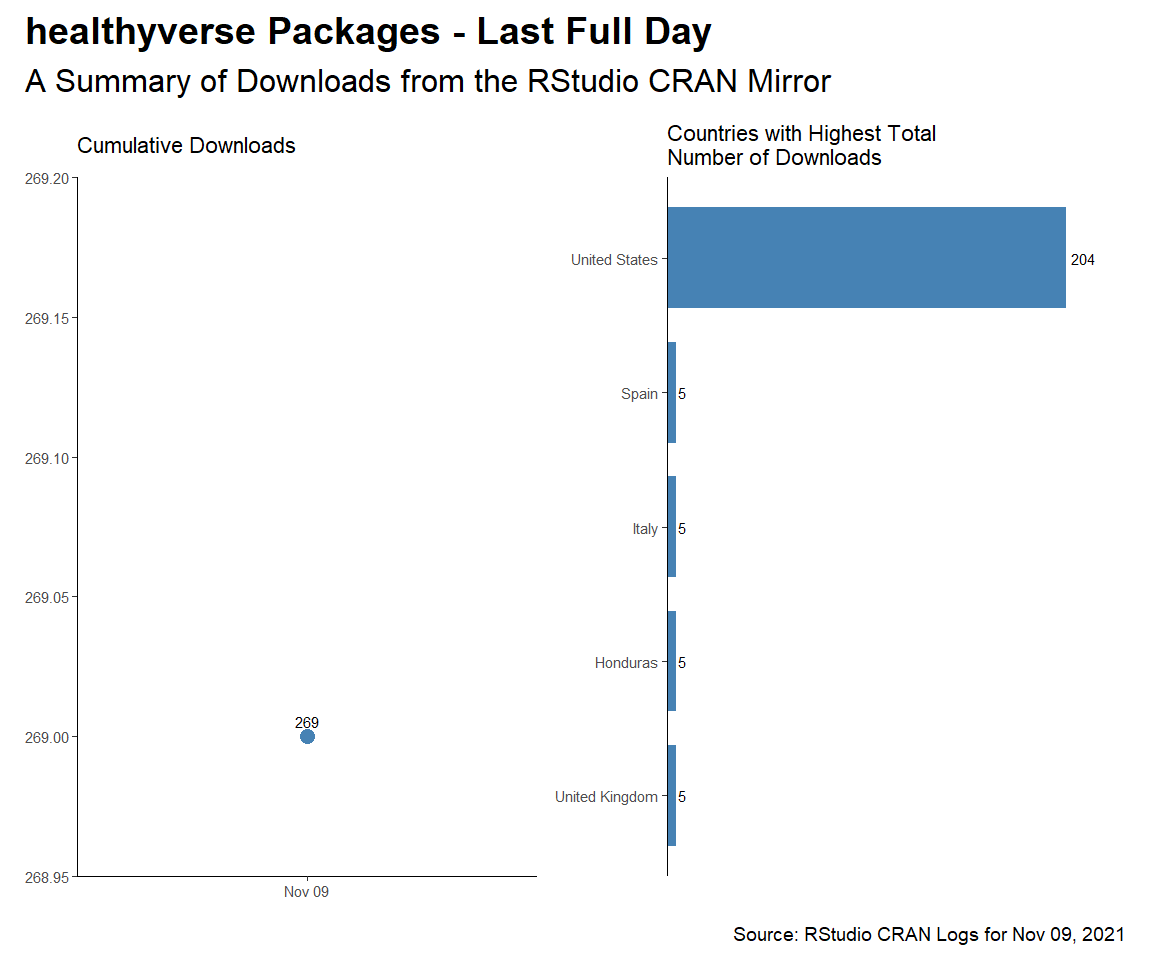 healthyverse Packages - Last Full Day
A Summary of Downloads from the RStudio CRAN Mirror
Cumulative Downloads
269.20
269.15
269.10
269.05
269.00
268.95
269
Nov 09
Countries with Highest Total
Number of Downloads
United States 204
Spain 5
Italy 5
Honduras 5
United Kingdom 5
Source: RStudio CRAN Logs for Nov 09, 2021